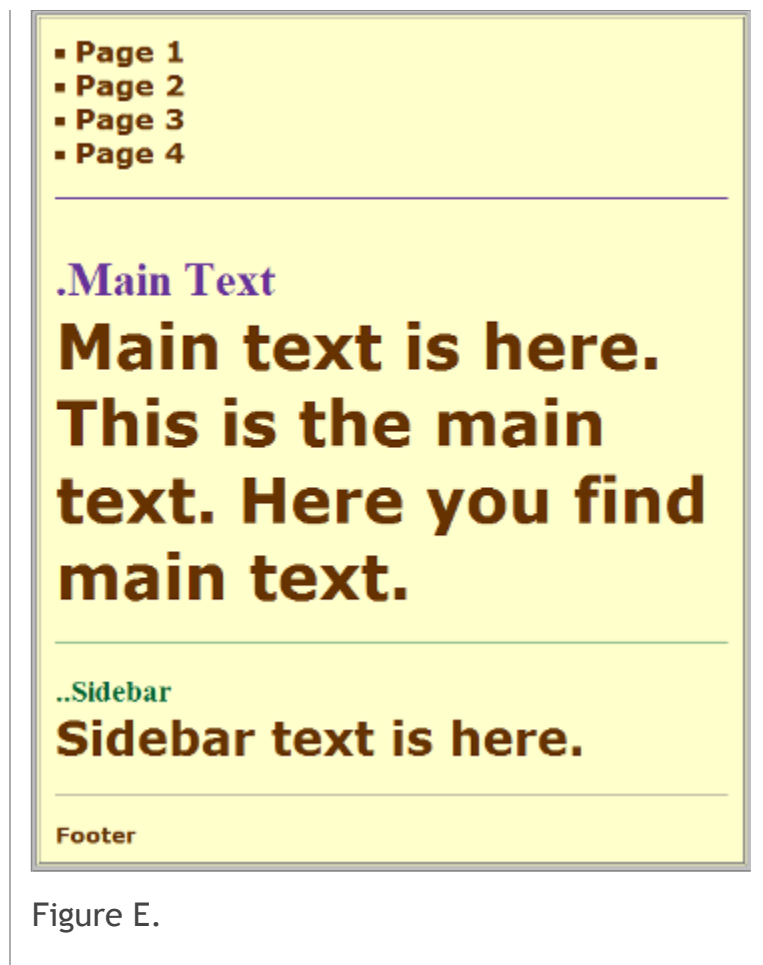 ▪ Page 1
▪ Page 2
▪ Page 3
▪ Page 4
.Main Text
Main text is here.
This is the main
text. Here you find
main text.
..Sidebar
Sidebar text is here.
Footer
Figure E.